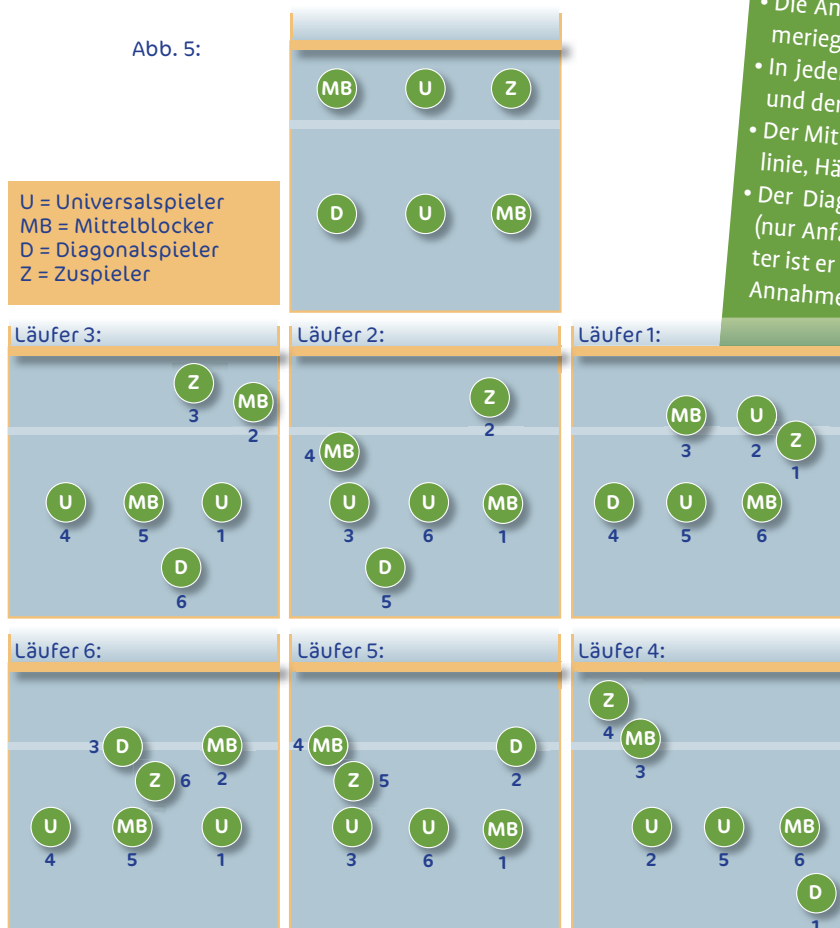 Abb. 5:
MB U Z
D U MB
U = Universalspieler
MB = Mittelblocker
D = Diagonalspieler
Z = Zuspieler
• Die An
merieg
• In jede
und der
• Der Mit
linie, Hä
• Der Diag
(nur Anfa
ter ist er
Annahme
Läufer 3:
Z
3
MB
2
U MB U
4 5 1
D
6
Läufer 2:
Z
2
4 MB
U U MB
3 6 1
D
5
Läufer 1:
MB U
3 2
Z
1
D U MB
4 5 6
Läufer 6:
3 D MB
2
Z 6
U MB U
4 5 1
Läufer 5:
4 MB D
2
Z 5
U U MB
3 6 1
Läufer 4:
Z
4
MB
3
U U MB
2 5 6
D
1